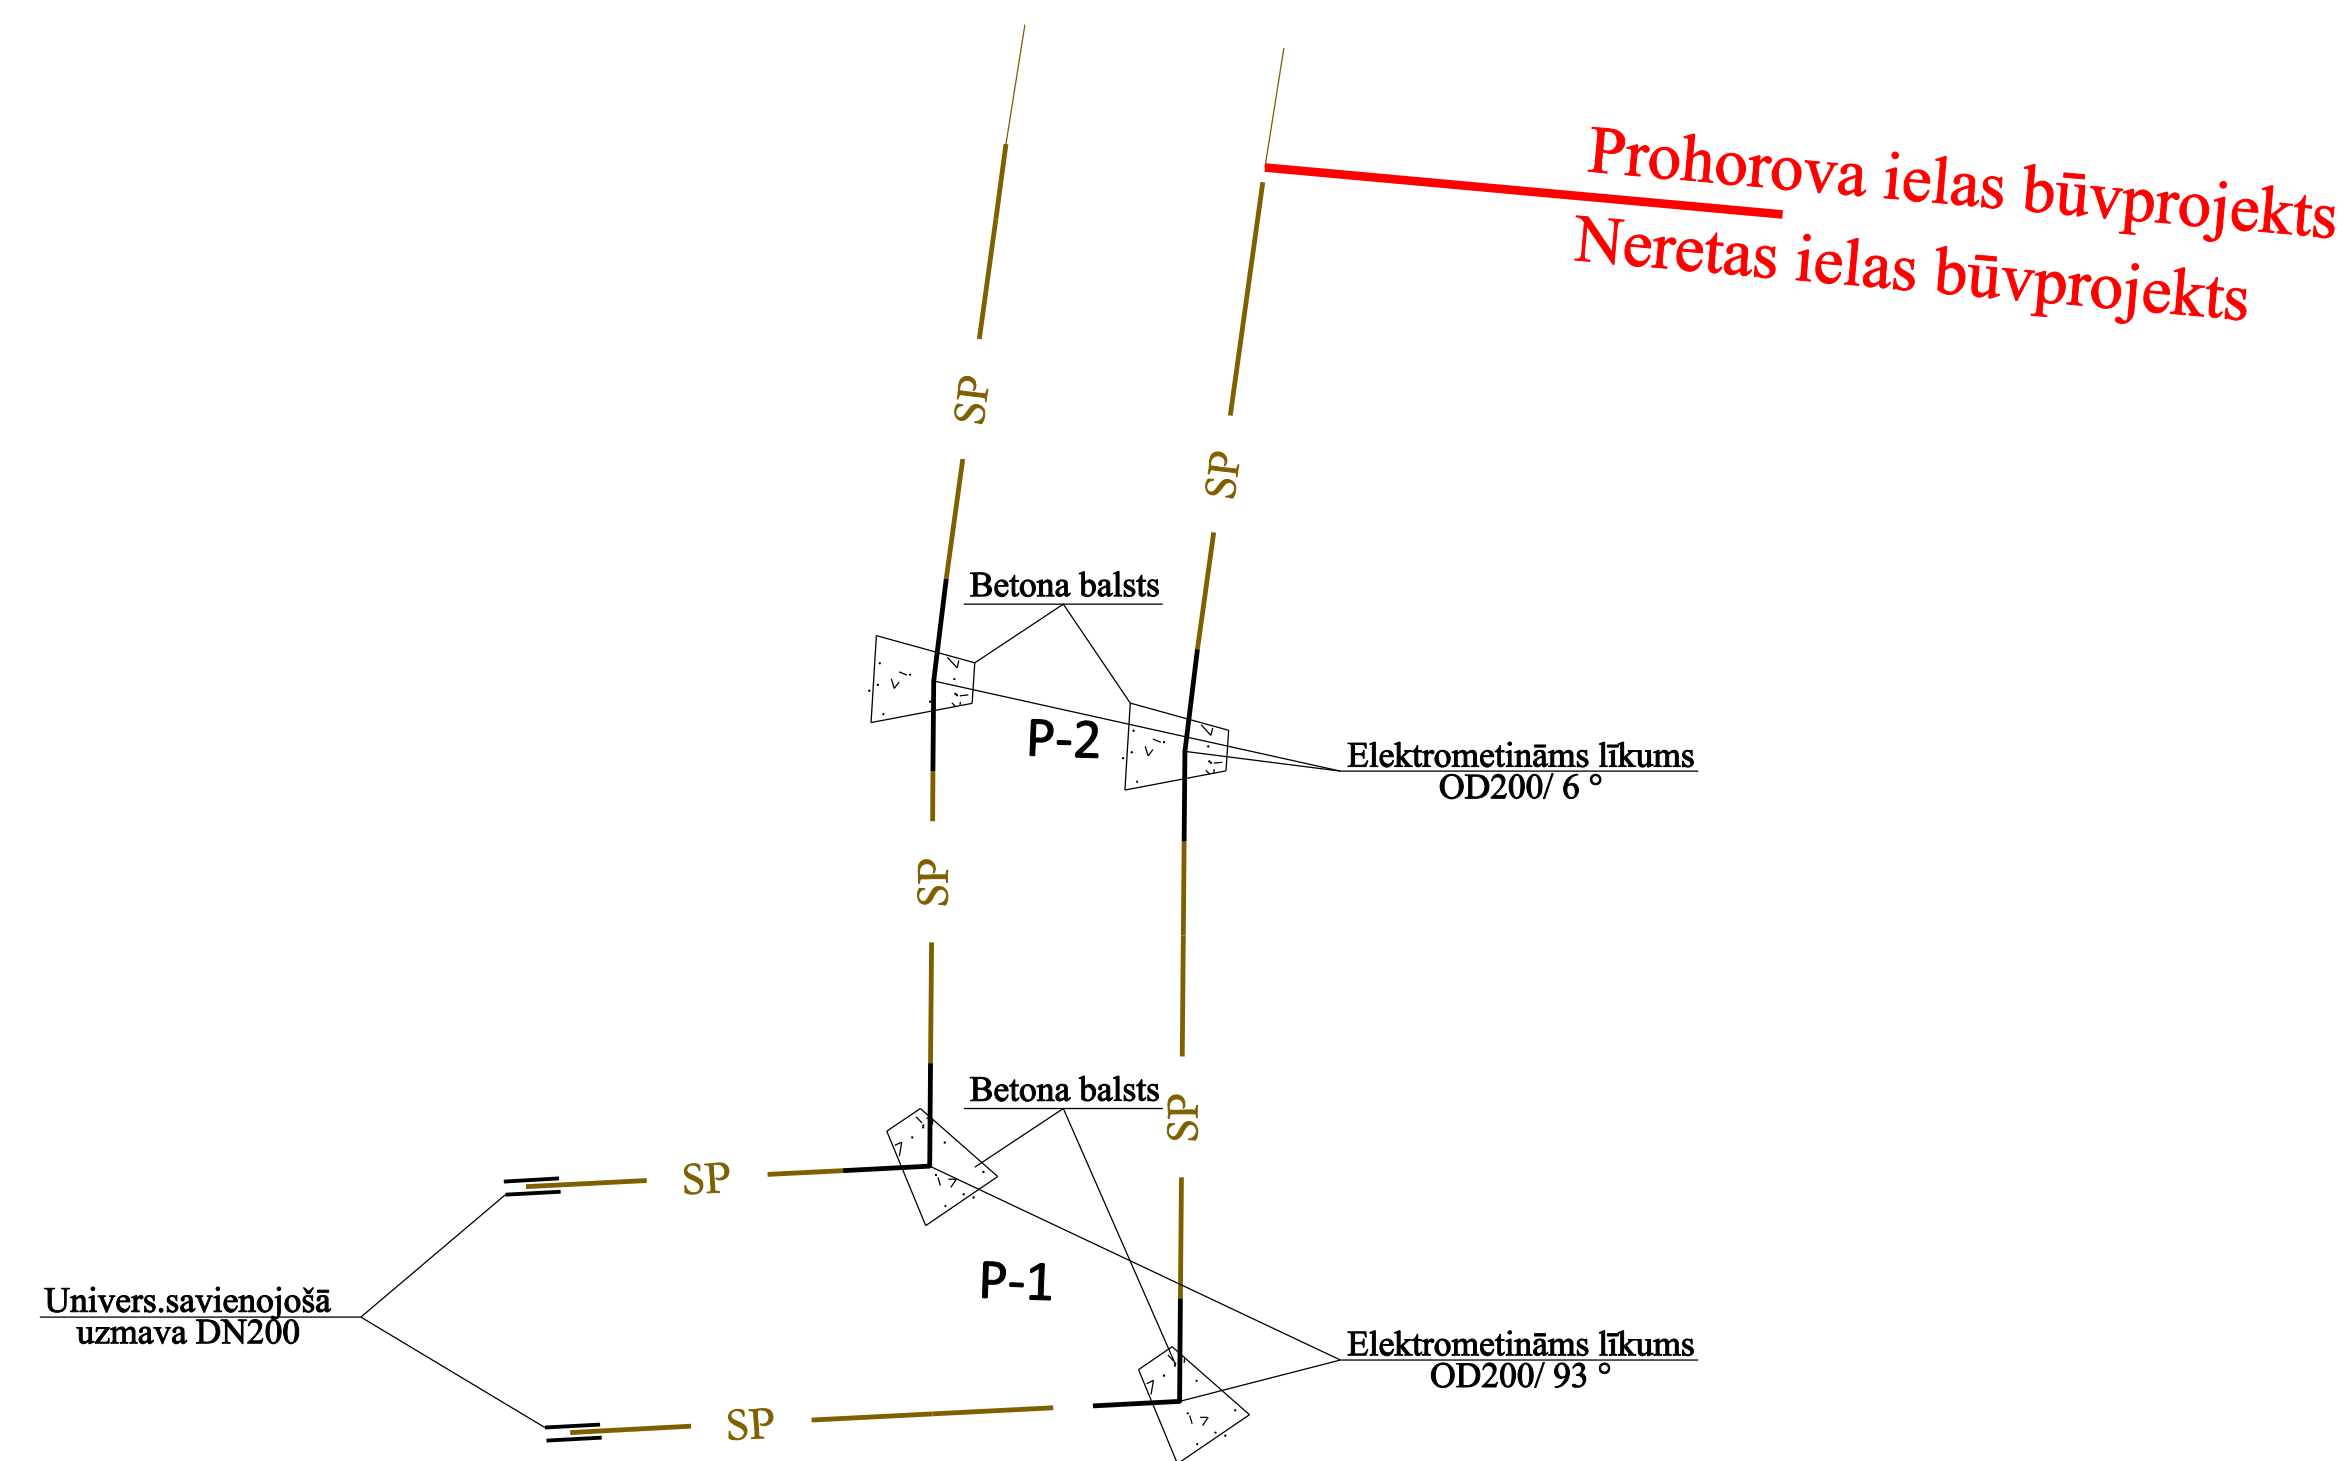 Prohorova ielas būvprojekts
Neretas ielas būvprojekts
SP
SP
Betona balsts
P-2
Elektrometināms līkums
OD200/ 6 °
SP
Betona balsts
SP
SP
P-1
Univers.savienojošā
uzmava DN200
Elektrometināms līkums
OD200/ 93 °
SP